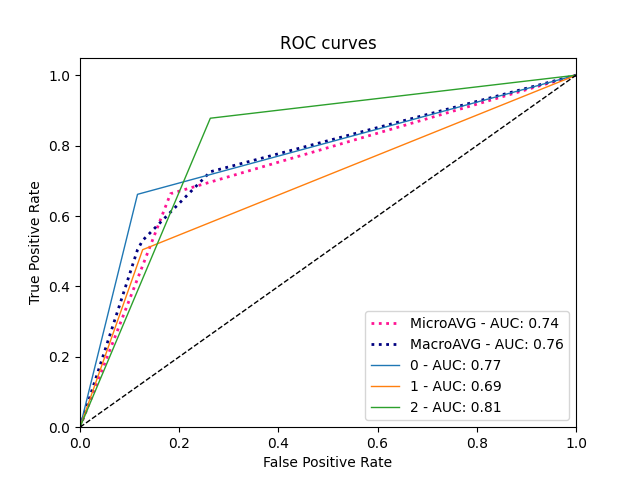 ROC curves
True Positive Rate
1.0
0.8
0.6
0.4
0.2
0.0
MicroAVG - AUC: 0.74
MacroAVG - AUC: 0.76
0 - AUC: 0.77
1 - AUC: 0.69
2 - AUC: 0.81
0.0 0.2 0.4 0.6 0.8 1.0
False Positive Rate